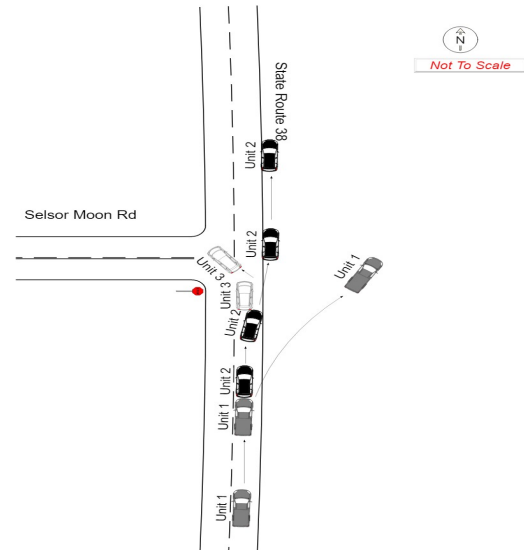 N
Not To Scale
State Route 38
Unit 2
Selsor Moon Rd
Unit 2
Unit 3
Unit 1
Unit 3
Unit 2
Unit 2
Unit 1
Unit 1